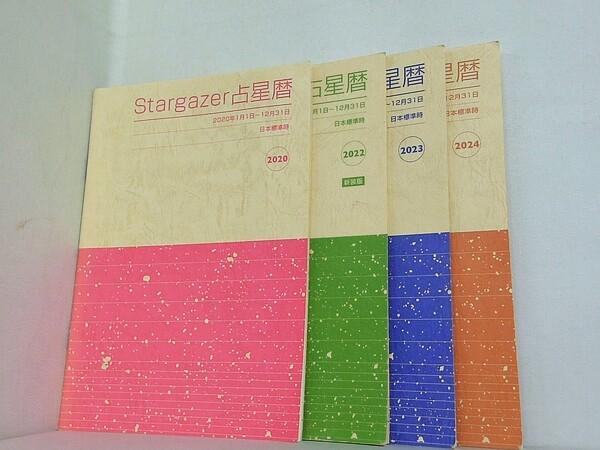 Stargazer占星暦
2020年1月1日〜12月31日
日本標準時
2020
占星暦
月1日〜12月31日
日本標準時
2022
新装版
星暦
〜12月31日
日本標準時
2023
星暦
12月31日
日本標準時
2024